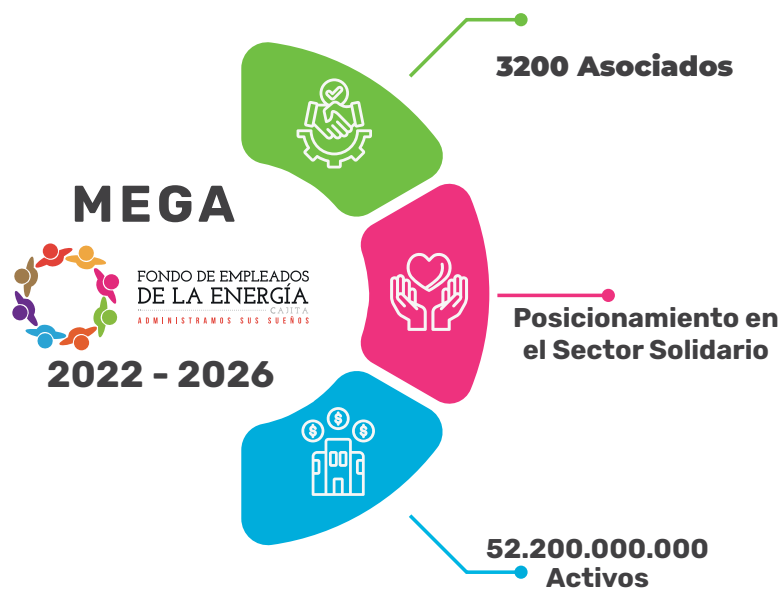 MEGA
FONDO DE EMPLEADOS
DE LA ENERGÍA
CAJITA
ADMINISTRAMOS SUS SUEÑOS
2022 - 2026
3200 Asociados
Posicionamiento en
el Sector Solidario
$ $ $
52.200.000.000
Activos